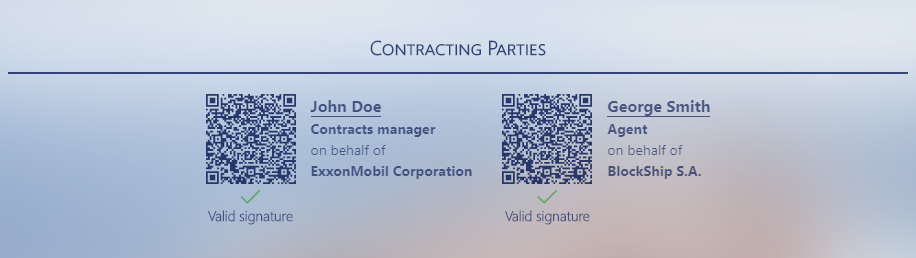 Contracting Parties
John Doe
Contracts manager
on behalf of
ExxonMobil Corporation
Valid signature
George Smith
Agent
on behalf of
BlockShip S.A.
Valid signature